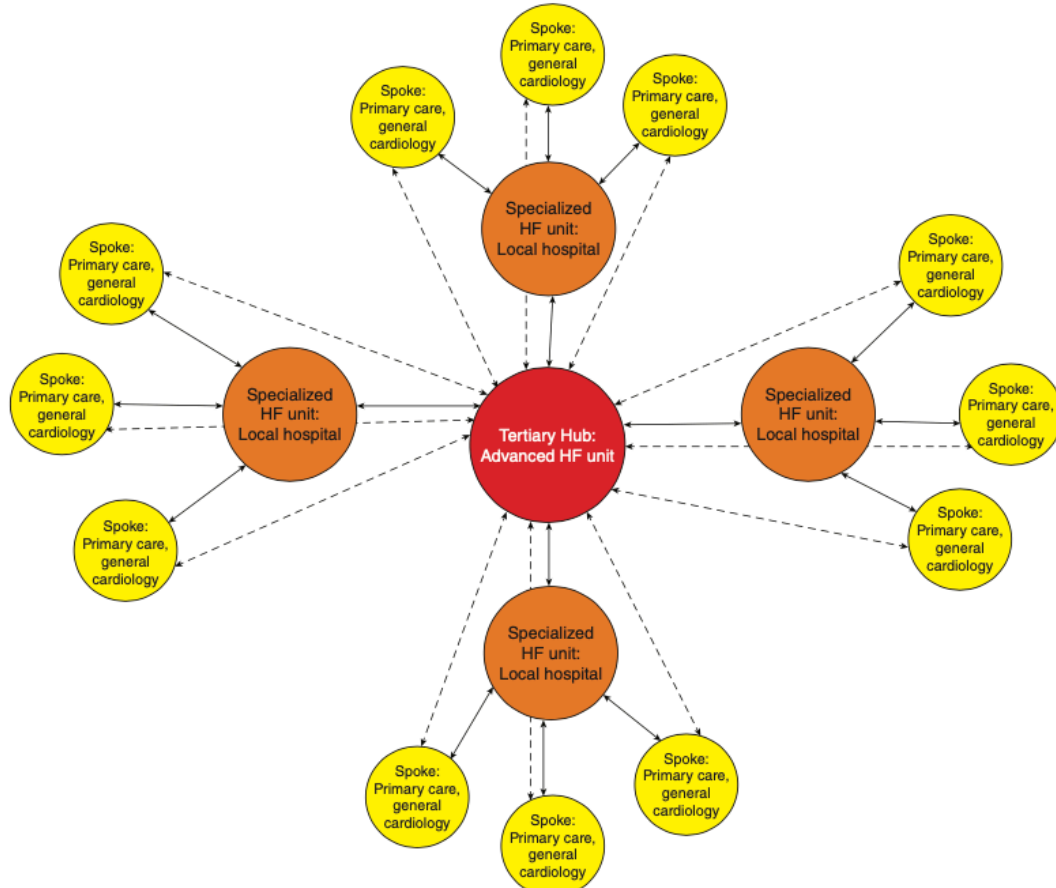 Spoke:
Primary care,
general
cardiology
Spoke:
Primary care,
general
cardiology
Spoke:
Primary care,
general
cardiology
Specialized
HF unit:
Local hospital
Spoke:
Primary care,
general
cardiology
Spoke:
Primary care,
general
cardiology
Spoke:
Primary care,
general
cardiology
Specialized
HF unit:
Local hospital
Tertiary Hub:
Advanced HF unit
Specialized
HF unit:
Local hospital
Spoke:
Primary care,
general
cardiology
Spoke:
Primary care,
general
cardiology
Spoke:
Primary care,
general
cardiology
Specialized
HF unit:
Local hospital
Spoke:
Primary care,
general
cardiology
Spoke:
Primary care,
general
cardiology
Spoke:
Primary care,
general
cardiology